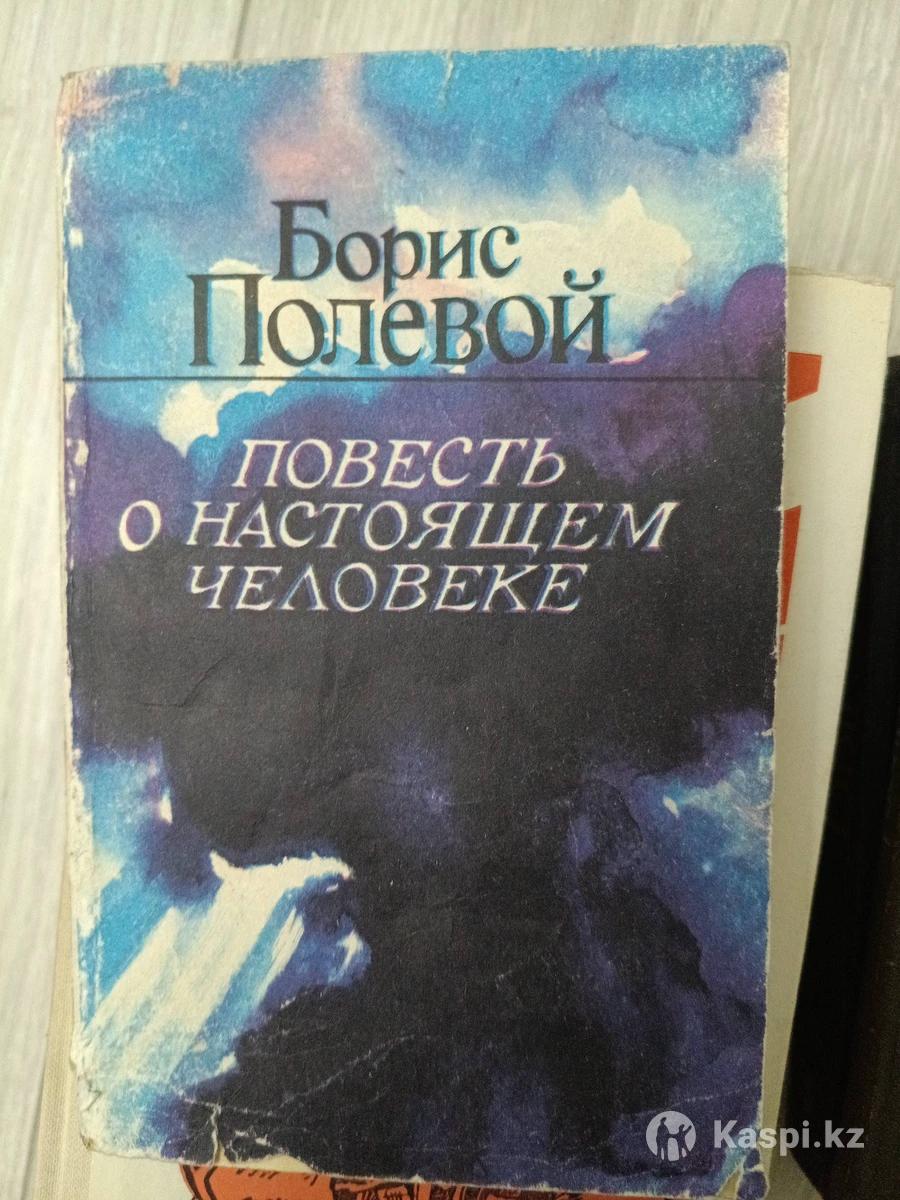 Борис
Полевой
ПОВЕСТЬ
О НАСТОЯЩЕМ
ЧЕЛОВЕКЕ
Kaspi.kz